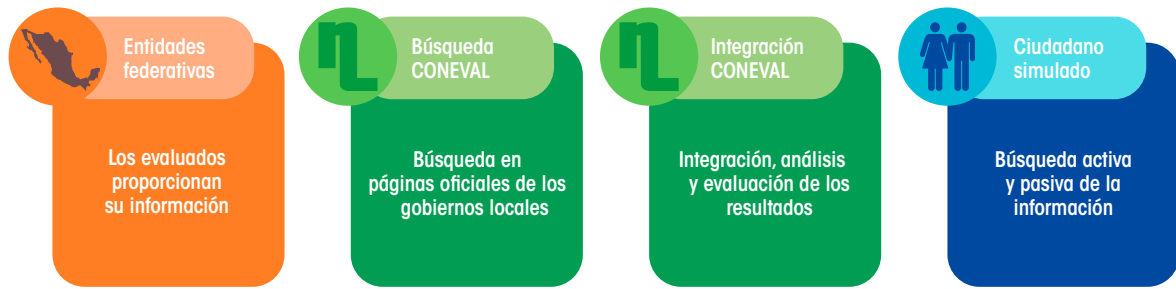 Entidades
federativas
Los evaluados
proporcionan
su información
Búsqueda
CONEVAL
Búsqueda en
páginas oficiales de los
gobiernos locales
Integración
CONEVAL
Integración, análisis
y evaluación de los
resultados
Ciudadano
simulado
Búsqueda activa
y pasiva de la
información